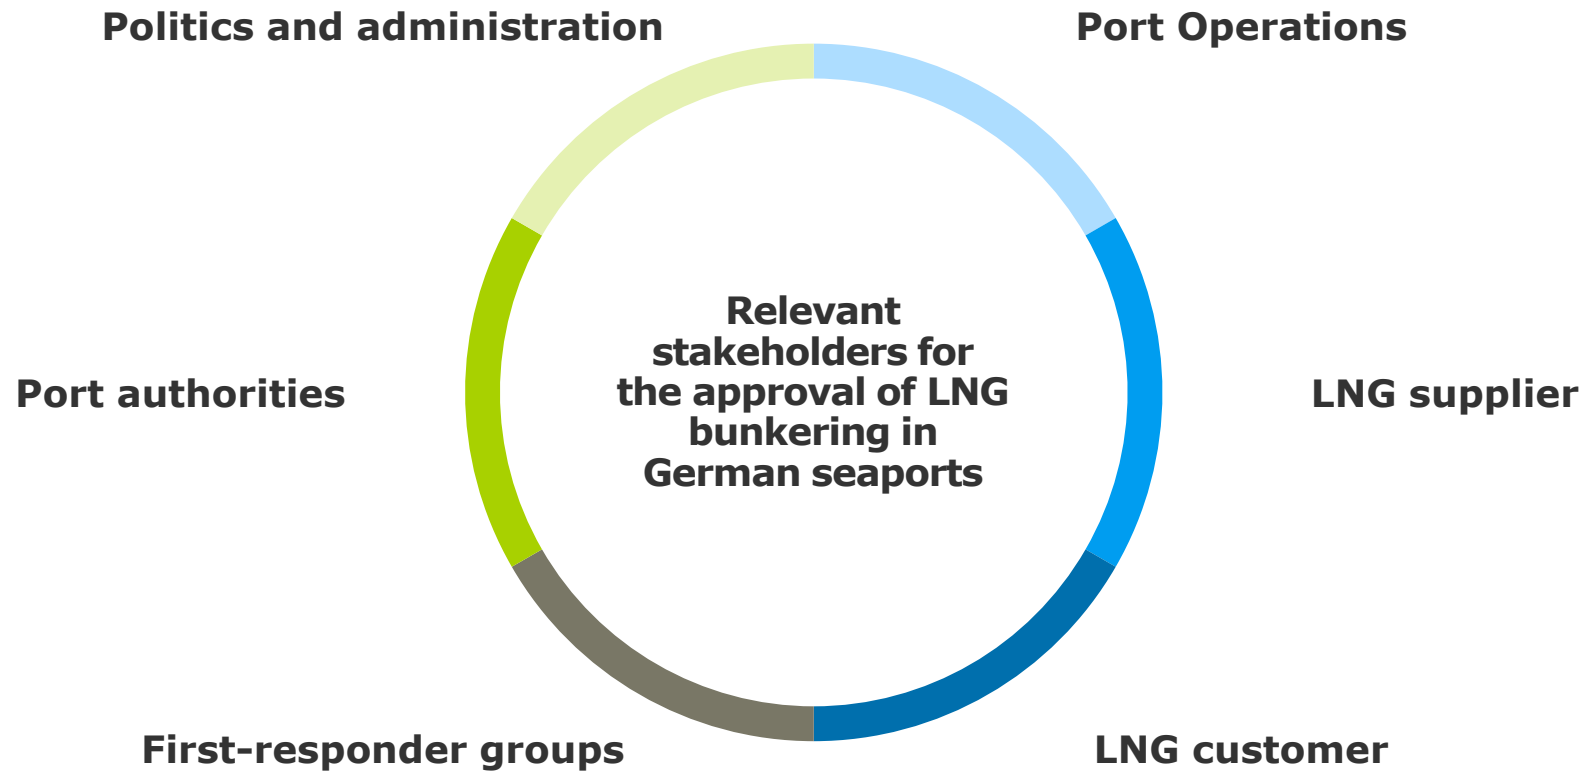 Politics and administration
Port Operations
Relevant
stakeholders for
the approval of LNG
bunkering in
German seaports
Port authorities
LNG supplier
First-responder groups
LNG customer